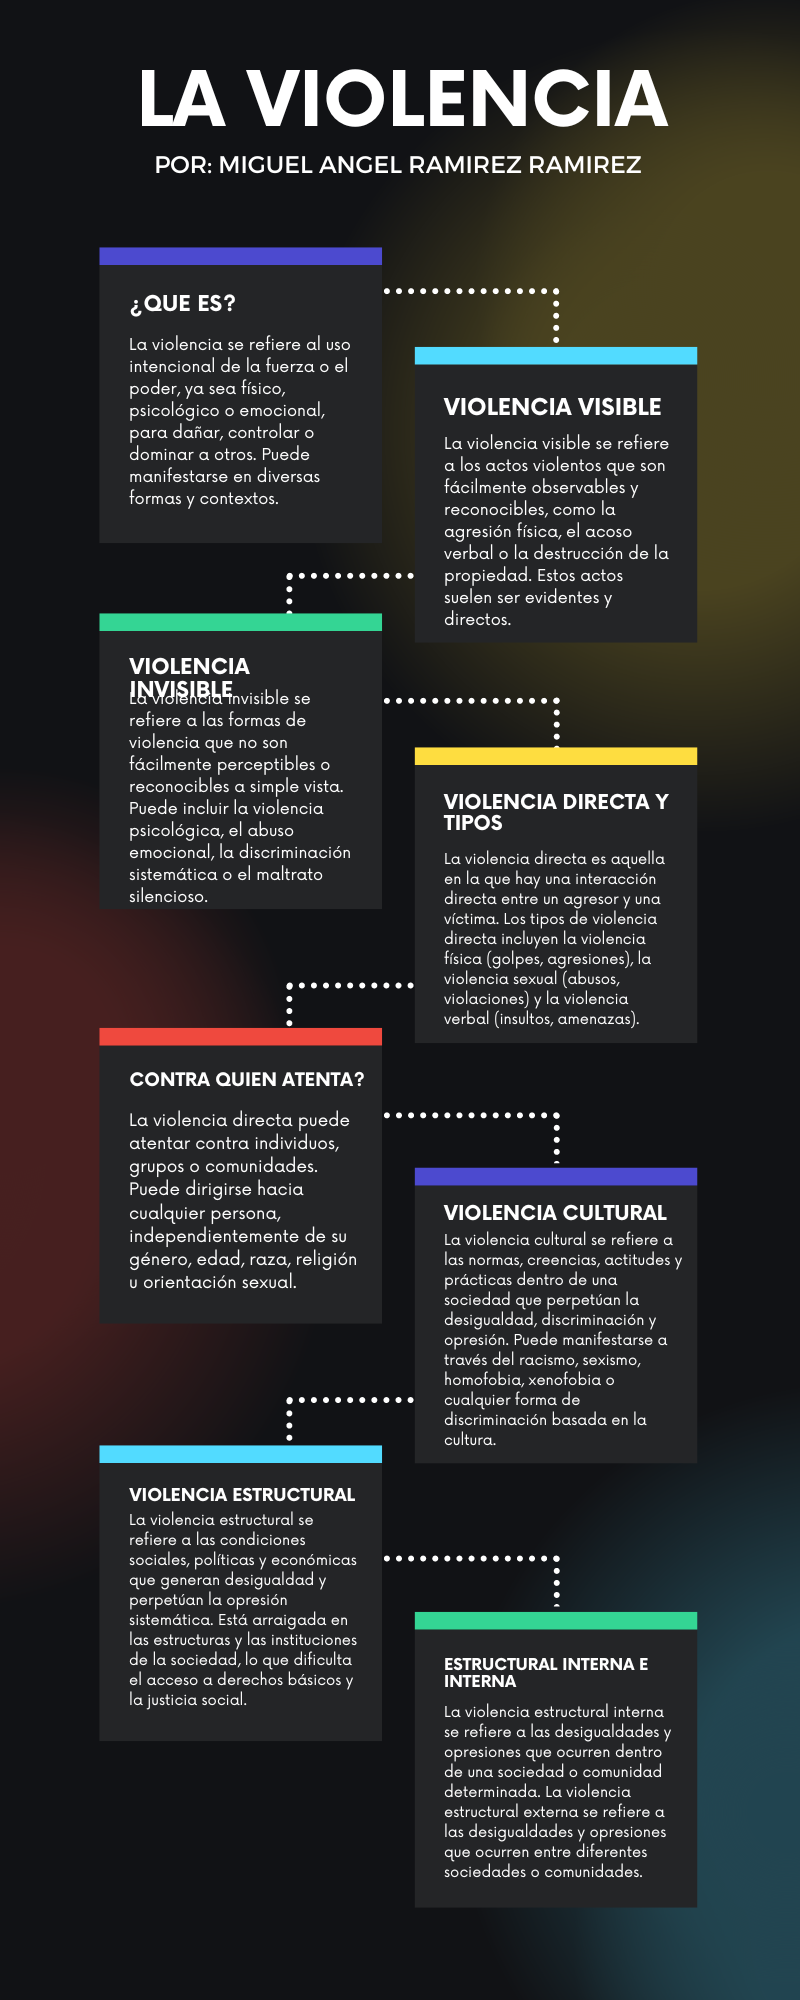 LA VIOLENCIA
POR: MIGUEL ANGEL RAMIREZ RAMIREZ
¿QUE ES?
La violencia se refiere al uso
intencional de la fuerza o el
poder, ya sea físico,
psicológico o emocional,
para dañar, controlar o
dominar a otros. Puede
manifestarse en diversas
formas y contextos.
VIOLENCIA VISIBLE
La violencia visible se refiere
a los actos violentos que son
fácilmente observables y
reconocibles, como la
agresión física, el acoso
verbal o la destrucción de la
propiedad. Estos actos
suelen ser evidentes y
directos.
VIOLENCIA
INVISIBLE
La violencia invisible se
refiere a las formas de
violencia que no son
fácilmente perceptibles o
reconocibles a simple vista.
Puede incluir la violencia
psicológica, el abuso
emocional, la discriminación
sistemática o el maltrato
silencioso.
VIOLENCIA DIRECTA Y
TIPOS
La violencia directa es aquella
en la que hay una interacción
directa entre un agresor y una
víctima. Los tipos de violencia
directa incluyen la violencia
física (golpes, agresiones), la
violencia sexual (abusos,
violaciones) y la violencia
verbal (insultos, amenazas).
CONTRA QUIEN ATENTA?
La violencia directa puede
atentar contra individuos,
grupos o comunidades.
Puede dirigirse hacia
cualquier persona,
independientemente de su
género, edad, raza, religión
u orientación sexual.
VIOLENCIA CULTURAL
La violencia cultural se refiere a
las normas, creencias, actitudes y
prácticas dentro de una
sociedad que perpetúan la
desigualdad, discriminación y
opresión. Puede manifestarse a
través del racismo, sexismo,
homofobia, xenofobia o
cualquier forma de
discriminación basada en la
cultura.
VIOLENCIA ESTRUCTURAL
La violencia estructural se
refiere a las condiciones
sociales, políticas y económicas
que generan desigualdad y
perpetúan la opresión
sistemática. Está arraigada en
las estructuras y las instituciones
de la sociedad, lo que dificulta
el acceso a derechos básicos y
la justicia social.
ESTRUCTURAL INTERNA E
INTERNA
La violencia estructural interna
se refiere a las desigualdades y
opresiones que ocurren dentro
de una sociedad o comunidad
determinada. La violencia
estructural externa se refiere a
las desigualdades y opresiones
que ocurren entre diferentes
sociedades o comunidades.